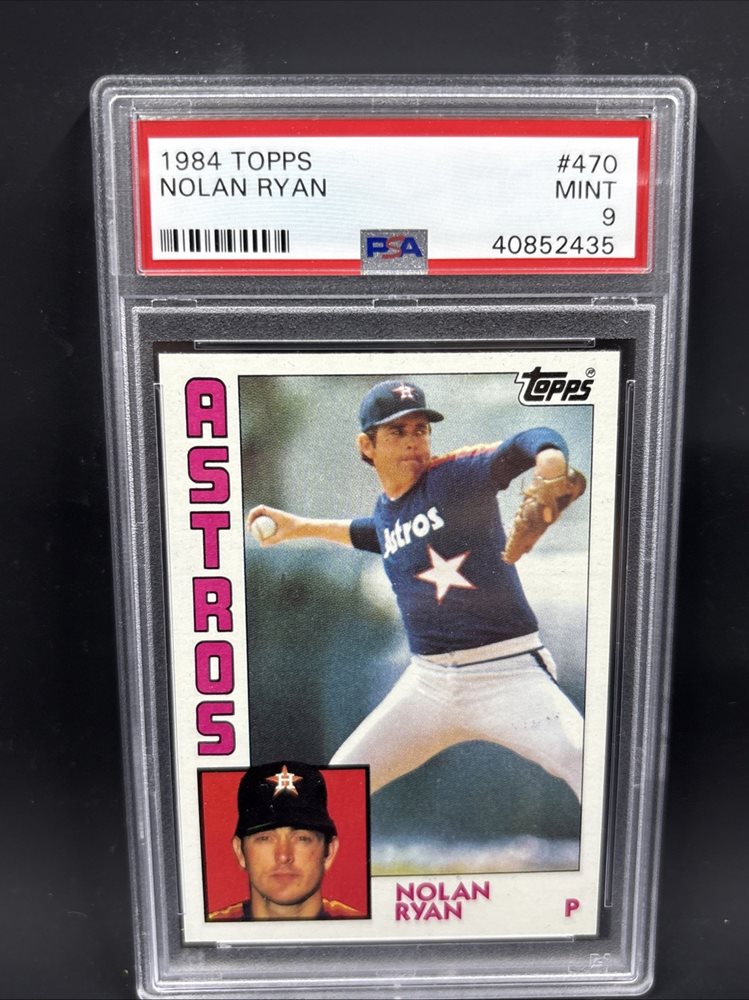 1984 TOPPS #470
NOLAN RYAN MINT
9
PSA 40852435
TOPPS®
ASTROS
H
Astros
H
NOLAN
RYAN
P